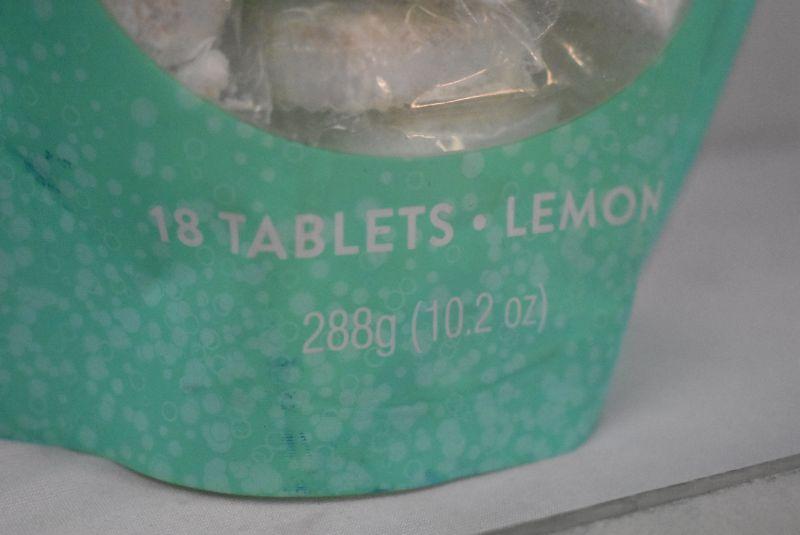 18 TABLETS • LEMON
288g (10.2 oz)